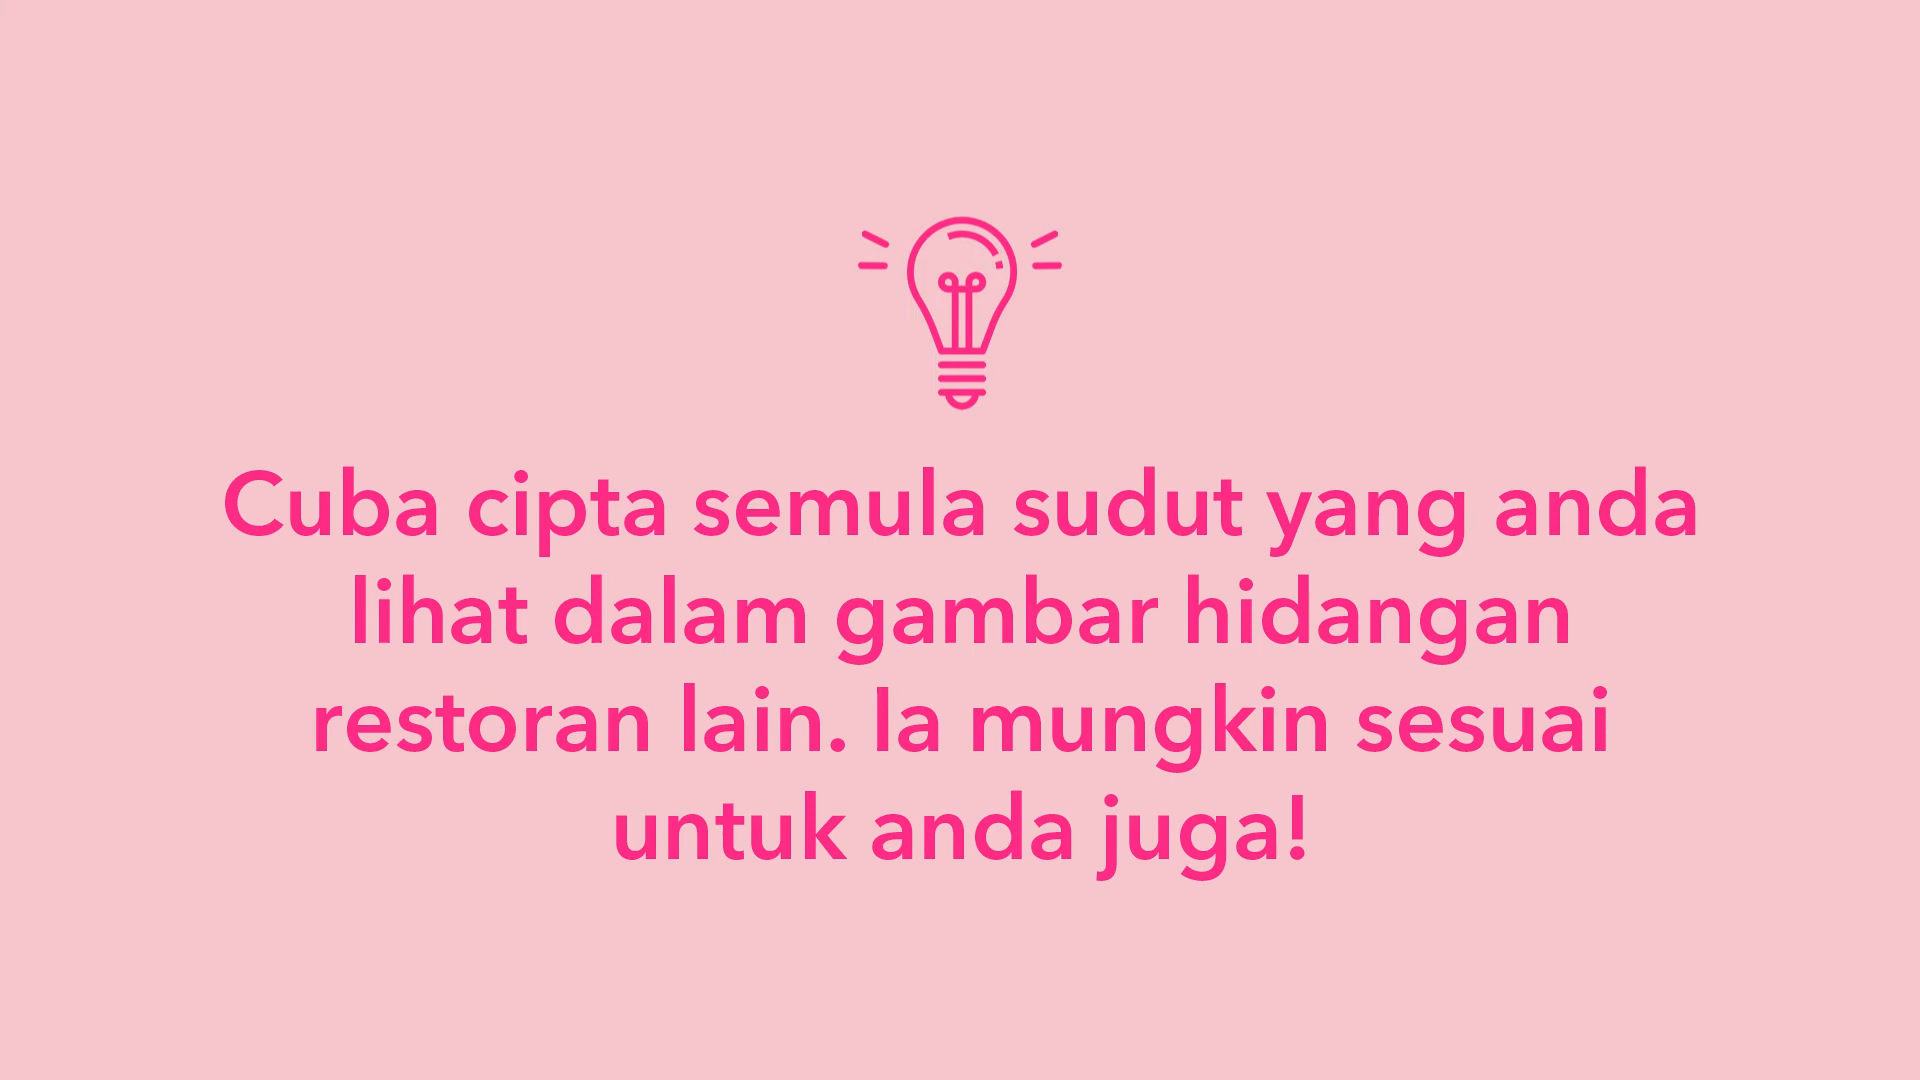 Cuba cipta semula sudut yang anda
lihat dalam gambar hidangan
restoran lain. Ia mungkin sesuai
untuk anda juga!